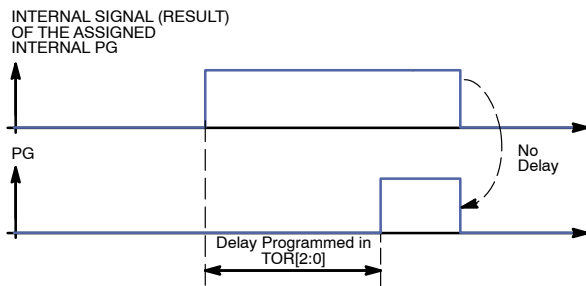 INTERNAL SIGNAL (RESULT)
OF THE ASSIGNED
INTERNAL PG
PG
No
Delay
Delay Programmed in
TOR[2:0]